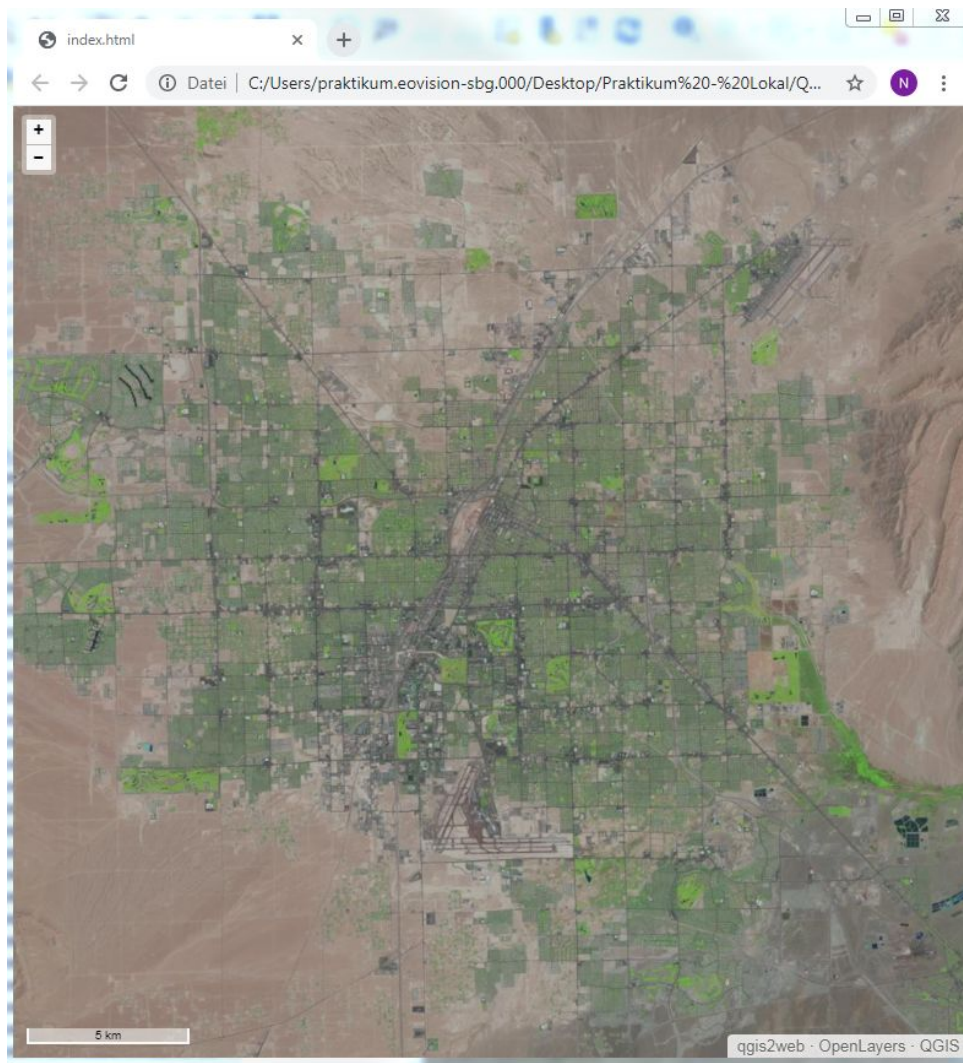 index.html
Datei C:/Users/praktikum.eovision-sbg.000/Desktop/Praktikum%20-%20Lokal/Q...
N
+
−
5 km
qgis2web · OpenLayers · QGIS